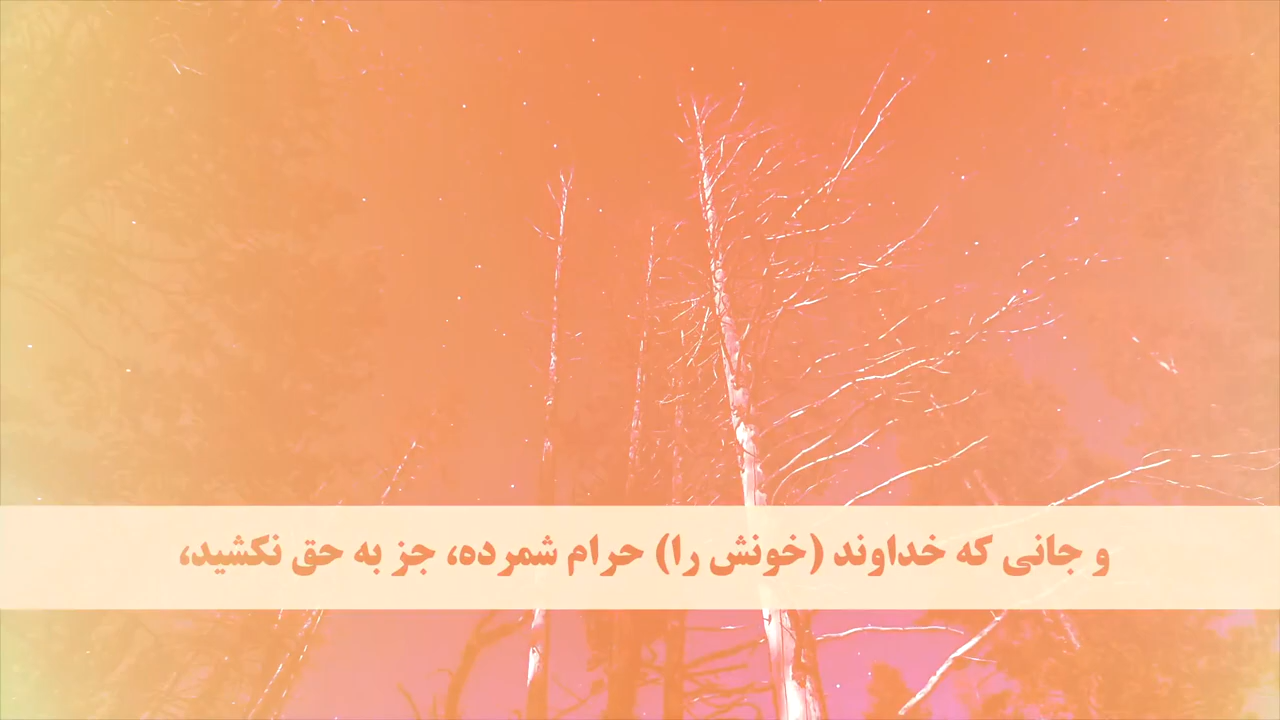 و جانی که خداوند (خونش را) حرام شمرده، جز به حق نکشید،